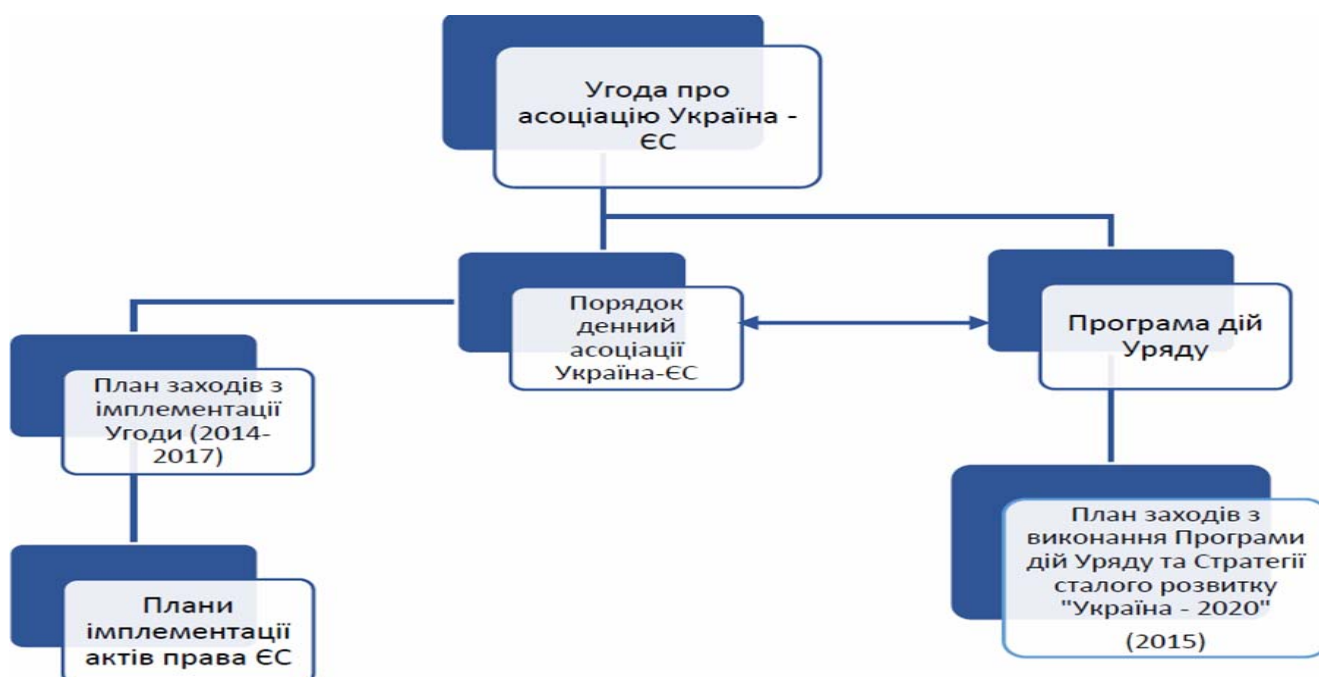 Угода про
асоціацію Україна -
ЄС
Порядок
денний
асоціації
Україна-ЄС
Програма дій
Уряду
План заходів з
імплементації
Угоди (2014-
2017)
План заходів з
виконання Програми
дій Уряду та Стратегії
сталого розвитку
"Україна - 2020"
(2015)
Плани
імплементації
актів права ЄС